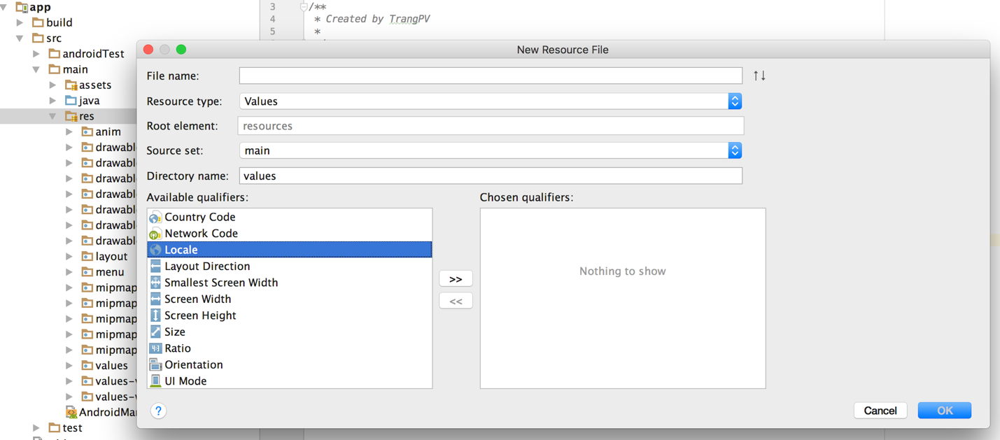 app
build
src
androidTest
main
assets
java
res
anim
drawabl
drawabl
drawabl
drawabl
drawabl
drawabl
drawabl
layout
menu
mipmap
mipmap
mipmap
mipmap
mipmap
values
values-
values-
AndroidMa
test
3 /**
4 * Created by TrangPV
5 *
New Resource File
File name:
Resource type: Values
Root element: resources
Source set: main
Directory name: values
Available qualifiers:
Country Code
Network Code
Locale
Layout Direction
Smallest Screen Width
Screen Width
Screen Height
Size
Ratio
Orientation
UI Mode
>>
<<
Chosen qualifiers:
Nothing to show
?
Cancel
OK